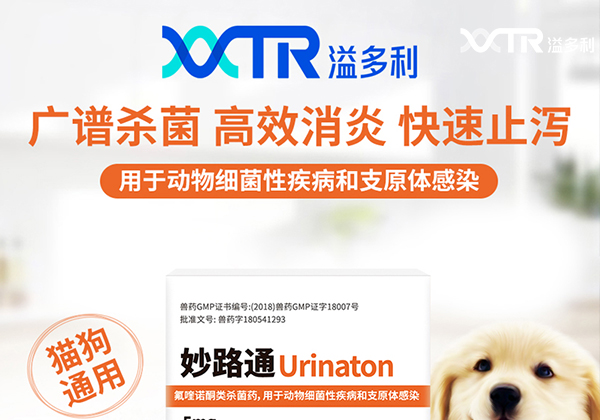 XTR 溢多利
XTR 溢多利
广谱杀菌 高效消炎 快速止泻
用于动物细菌性疾病和支原体感染
兽药GMP证书编号:(2018)兽药GMP证字18007号
批准文号: 兽药字180541293
猫狗
通用
妙路通 Urinaton
氟喹诺酮类杀菌药, 用于动物细菌性疾病和支原体感染
5mg